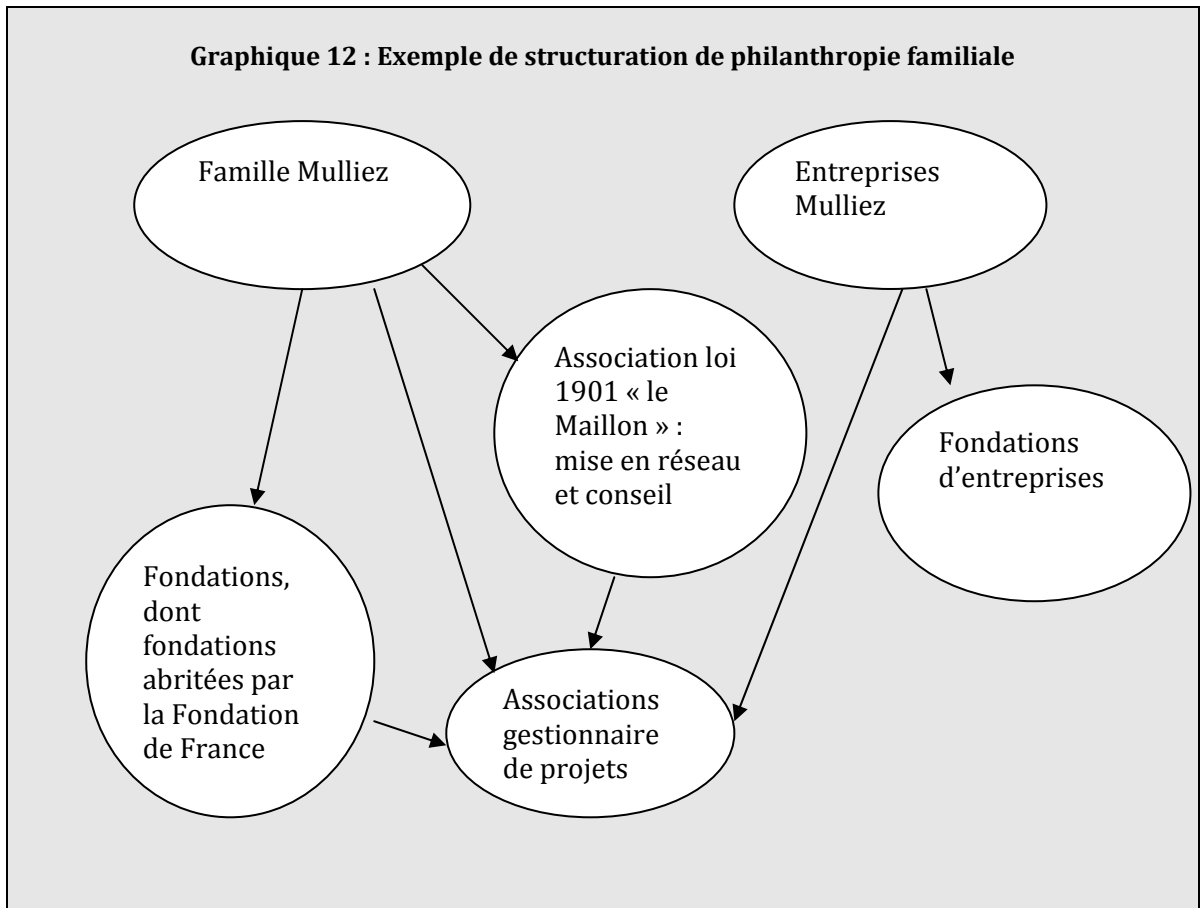 Graphique 12 : Exemple de structuration de philanthropie familiale
Famille Mulliez
Entreprises
Mulliez
Association loi
1901 « le
Maillon » :
mise en réseau
et conseil
Fondations
d’entreprises
Fondations,
dont
fondations
abritées par
la Fondation
de France
Associations
gestionnaire
de projets